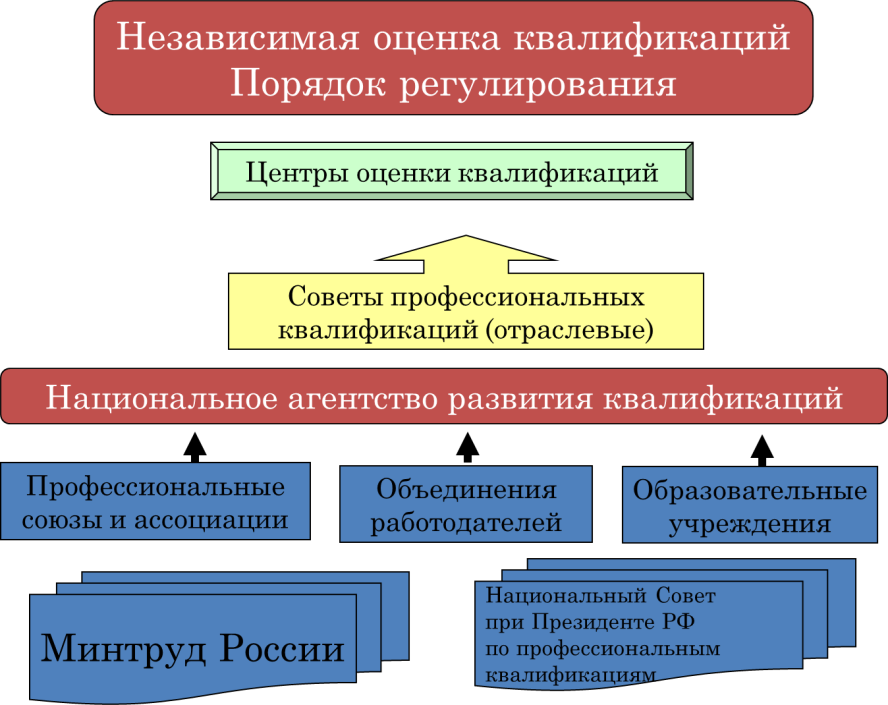 Независимая оценка квалификаций
Порядок регулирования
Центры оценки квалификаций
Советы профессиональных
квалификаций (отраслевые)
Национальное агентство развития квалификаций
Профессиональные
союзы и ассоциации
Объединения
работодателей
Образовательные
учреждения
Минтруд России
Национальный Совет
при Президенте РФ
по профессиональным
квалификациям